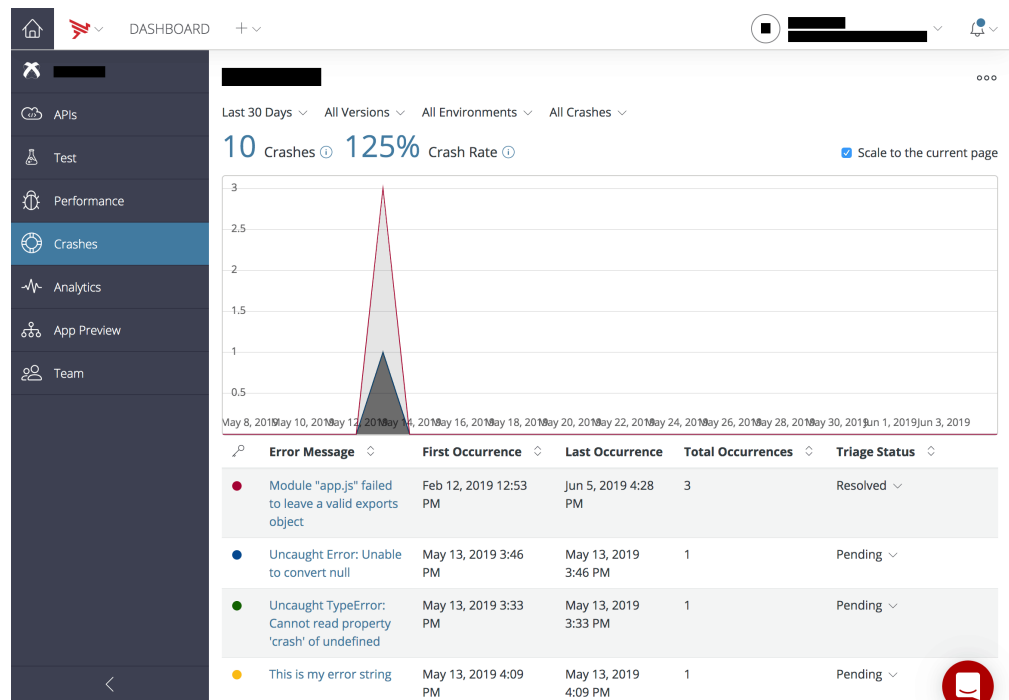 DASHBOARD
APIs
Test
Performance
Crashes
Analytics
App Preview
Team
Last 30 Days All Versions All Environments All Crashes
10 Crashes 125% Crash Rate
Scale to the current page
3
2.5
2
1.5
1
0.5
May 8, 2019 May 10, 2019 May 12, 2019 May 14, 2019 May 16, 2019 May 18, 2019 May 20, 2019 May 22, 2019 May 24, 2019 May 26, 2019 May 28, 2019 May 30, 2019 Jun 1, 2019 Jun 3, 2019
Error Message First Occurrence Last Occurrence Total Occurrences Triage Status
Module "app.js" failed
to leave a valid exports
object
Feb 12, 2019 12:53
PM
Jun 5, 2019 4:28
PM
3
Resolved
Uncaught Error: Unable
to convert null
May 13, 2019 3:46
PM
May 13, 2019
3:46 PM
1
Pending
Uncaught TypeError:
Cannot read property
'crash' of undefined
May 13, 2019 3:33
PM
May 13, 2019
3:33 PM
1
Pending
This is my error string
May 13, 2019 4:09
PM
May 13, 2019
4:09 PM
1
Pending